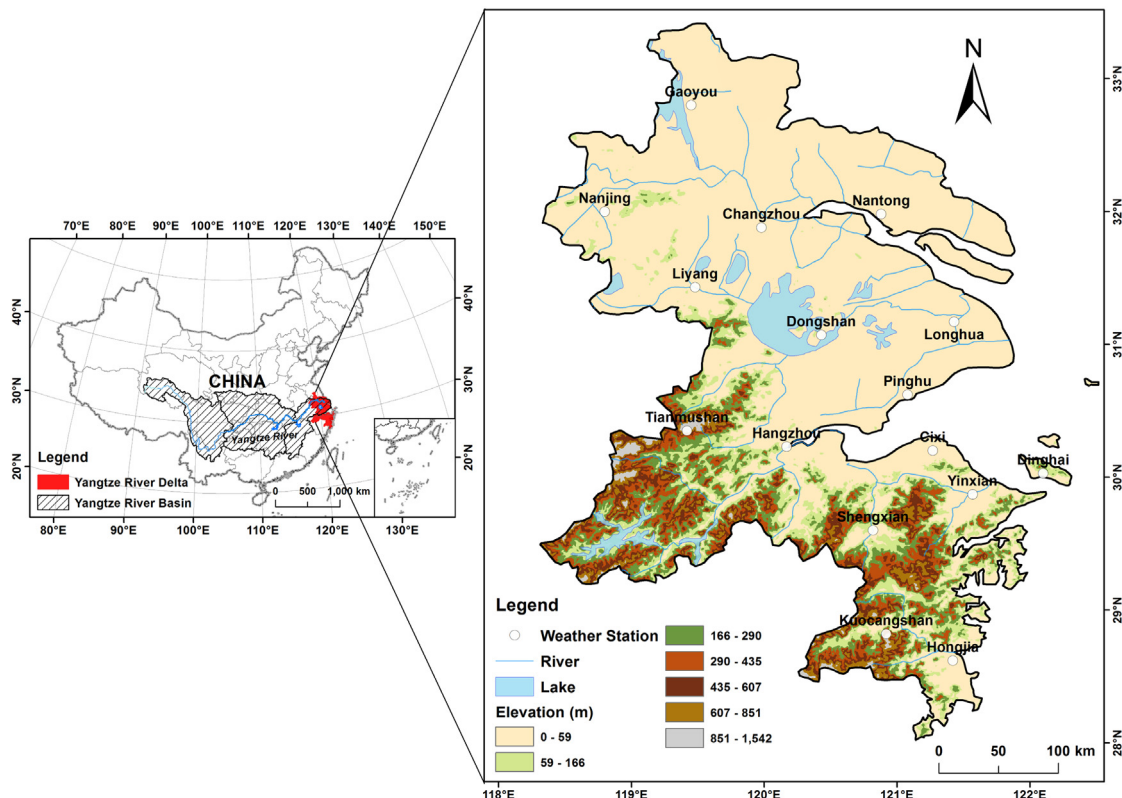 70°E 80°E 90°E 100°E 110°E 120°E 130°E 140°E 150°E
40°N
30°N
20°N
40°N
30°N
20°N
CHINA
Yangtze River
Legend
Yangtze River Delta
Yangtze River Basin
0 500 1,000 km
80°E 90°E 100°E 110°E 120°E 130°E
N
Gaoyou
Nanjing
Changzhou
Nantong
Liyang
Dongshan
Longhua
Pinghu
Tianmushan
Hangzhou
Cixi
Dinghai
Yinxian
Shengxian
Kuocangshan
Hongjia
Legend
Weather Station
River
Lake
Elevation (m)
0 - 59
59 - 166
166 - 290
290 - 435
435 - 607
607 - 851
851 - 1,542
0 50 100 km
33°N
32°N
31°N
30°N
29°N
28°N
118°E 119°E 120°E 121°E 122°E